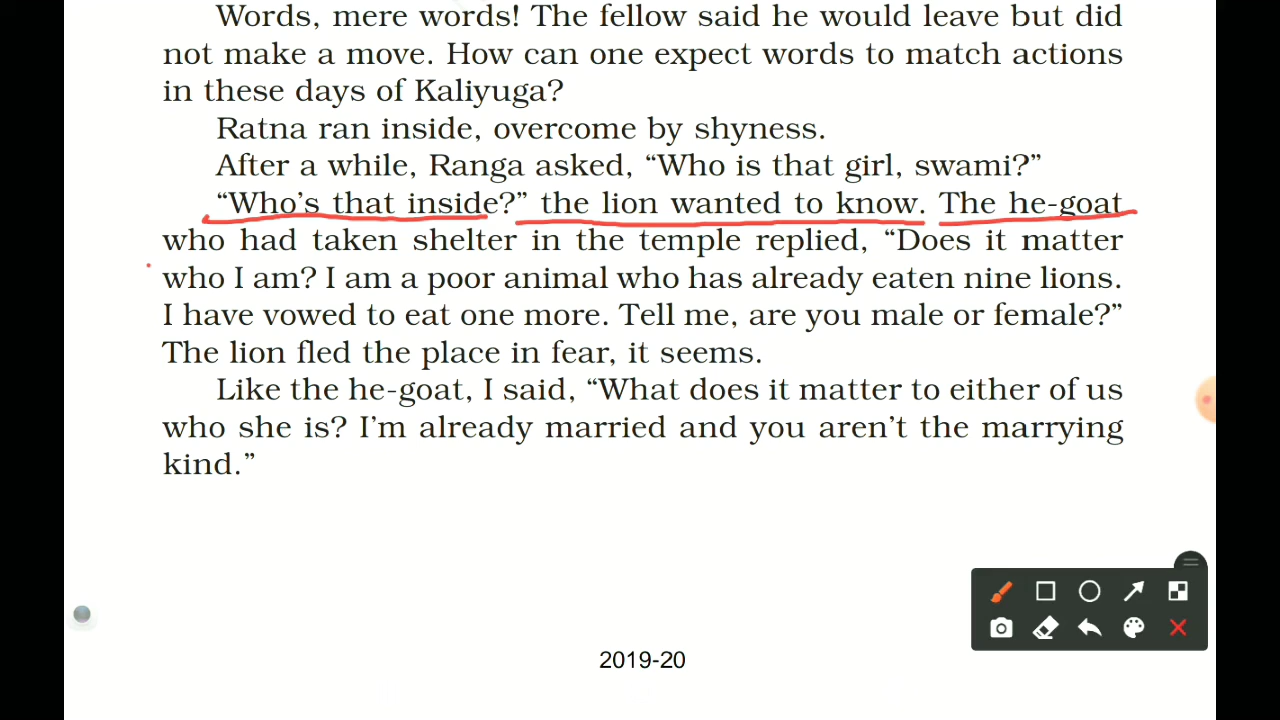 Words, mere words! The fellow said he would leave but did
not make a move. How can one expect words to match actions
in these days of Kaliyuga?
Ratna ran inside, overcome by shyness.
After a while, Ranga asked, “Who is that girl, swami?”
“Who’s that inside?” the lion wanted to know. The he-goat
who had taken shelter in the temple replied, “Does it matter
who I am? I am a poor animal who has already eaten nine lions.
I have vowed to eat one more. Tell me, are you male or female?”
The lion fled the place in fear, it seems.
Like the he-goat, I said, “What does it matter to either of us
who she is? I’m already married and you aren’t the marrying
kind.”
2019-20